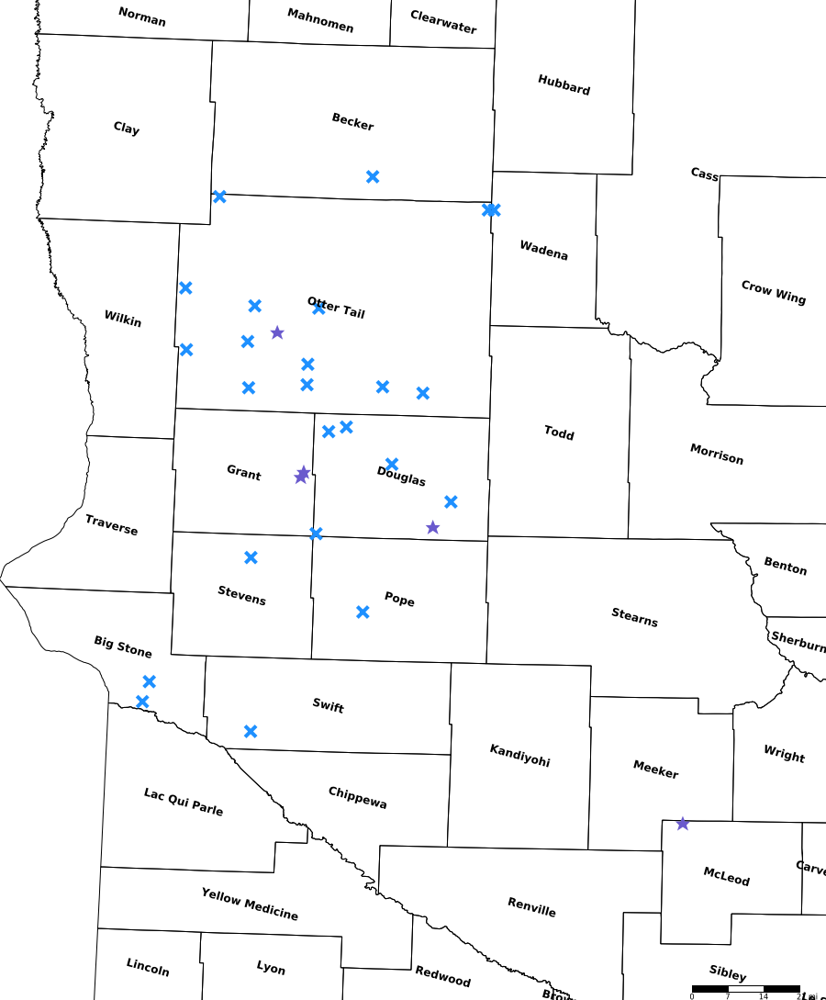 Norman
Mahnomen
Clearwater
Hubbard
Clay
Becker
Cass
Wadena
Crow Wing
Otter Tail
Wilkin
Todd
Morrison
Grant
Douglas
Traverse
Benton
Stevens
Pope
Stearns
Sherburn
Big Stone
Swift
Kandiyohi
Meeker
Wright
Lac Qui Parle
Chippewa
McLeod
Carve
Yellow Medicine
Renville
Lincoln
Lyon
Redwood
Sibley
Brow
0 7 14